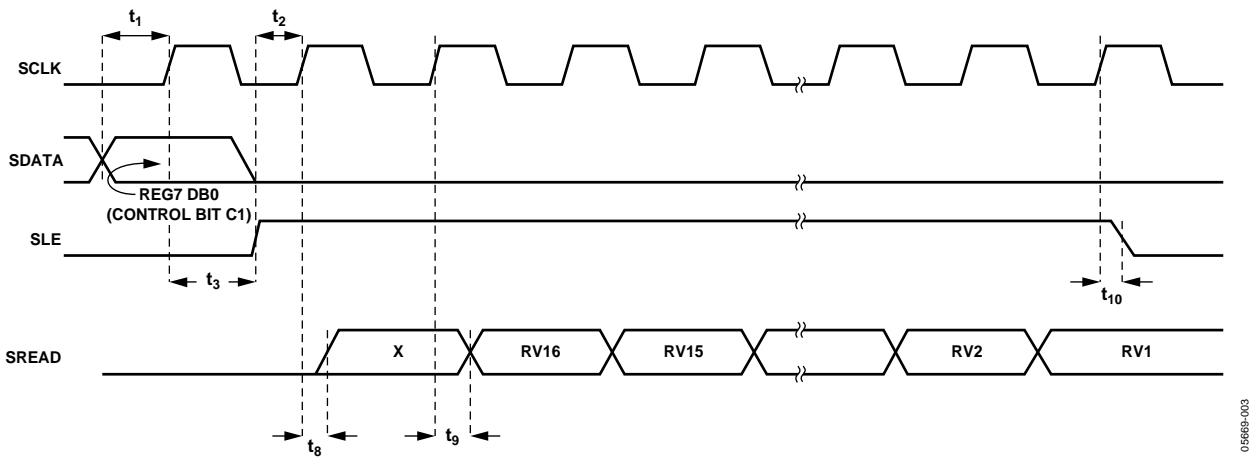 t1
t2
SCLK
SDATA
REG7 DB0
(CONTROL BIT C1)
SLE
t3
t10
SREAD
X
RV16
RV15
RV2
RV1
t8
t9
05669-003